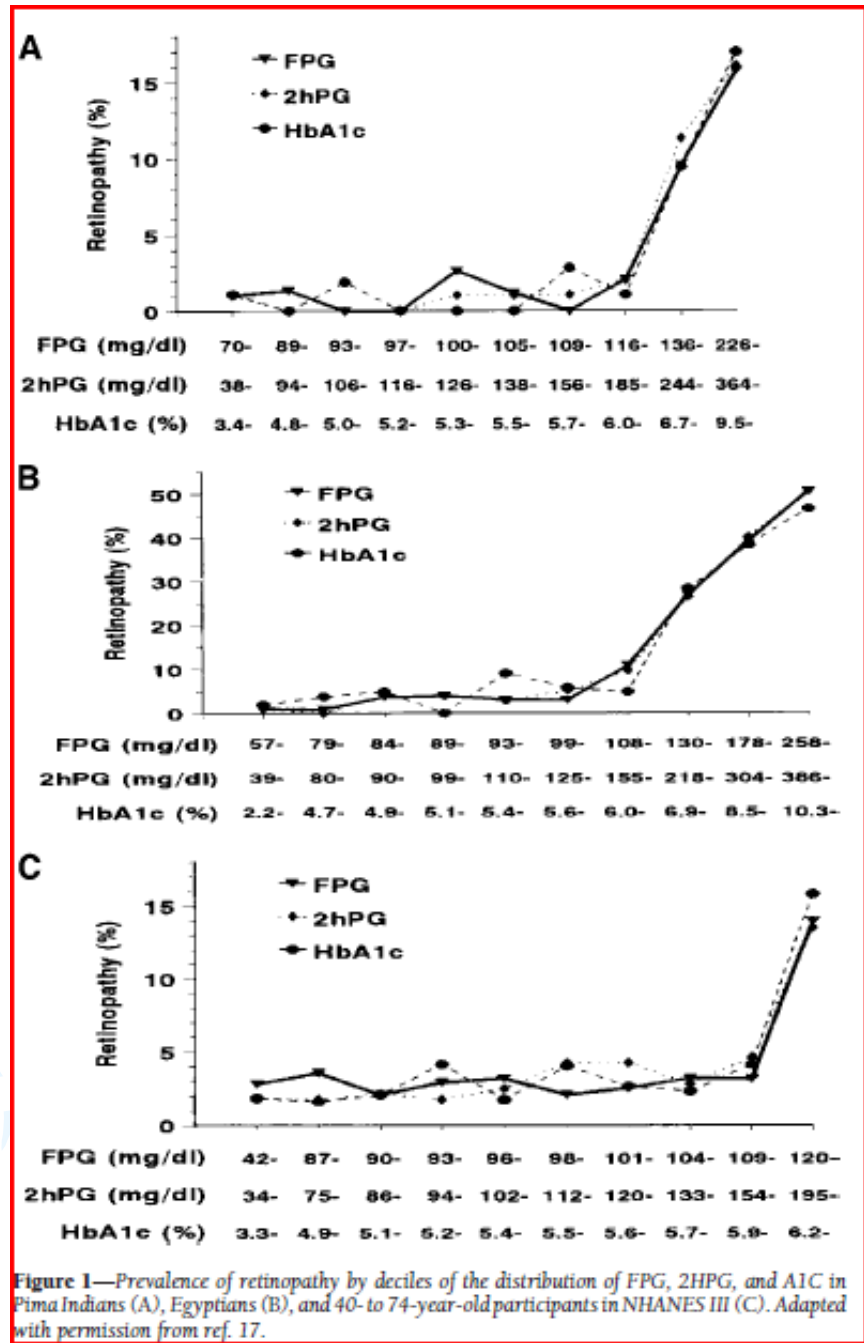 A
FPG
2hPG
HbA1c
15
10
5
0
Retinopathy (%)
FPG (mg/dl) 70- 89- 93- 97- 100- 105- 109- 116- 136- 226-
2hPG (mg/dl) 38- 94- 106- 116- 126- 138- 156- 185- 244- 364-
HbA1c (%) 3.4- 4.8- 5.0- 5.2- 5.3- 5.5- 5.7- 6.0- 6.7- 9.5-
B
FPG
2hPG
HbA1c
50
40
30
20
10
0
Retinopathy (%)
FPG (mg/dl) 57- 79- 84- 89- 93- 99- 108- 130- 178- 258-
2hPG (mg/dl) 39- 80- 90- 99- 110- 125- 155- 218- 304- 386-
HbA1c (%) 2.2- 4.7- 4.9- 5.1- 5.4- 5.6- 6.0- 6.9- 8.5- 10.3-
C
FPG
2hPG
HbA1c
15
10
5
0
Retinopathy (%)
FPG (mg/dl) 42- 87- 90- 93- 96- 98- 101- 104- 109- 120-
2hPG (mg/dl) 34- 75- 86- 94- 102- 112- 120- 133- 154- 195-
HbA1c (%) 3.3- 4.9- 5.1- 5.2- 5.4- 5.5- 5.6- 5.7- 5.9- 6.2-
Figure 1—Prevalence of retinopathy by deciles of the distribution of FPG, 2HPG, and A1C in
Pima Indians (A), Egyptians (B), and 40- to 74-year-old participants in NHANES III (C). Adapted
with permission from ref. 17.